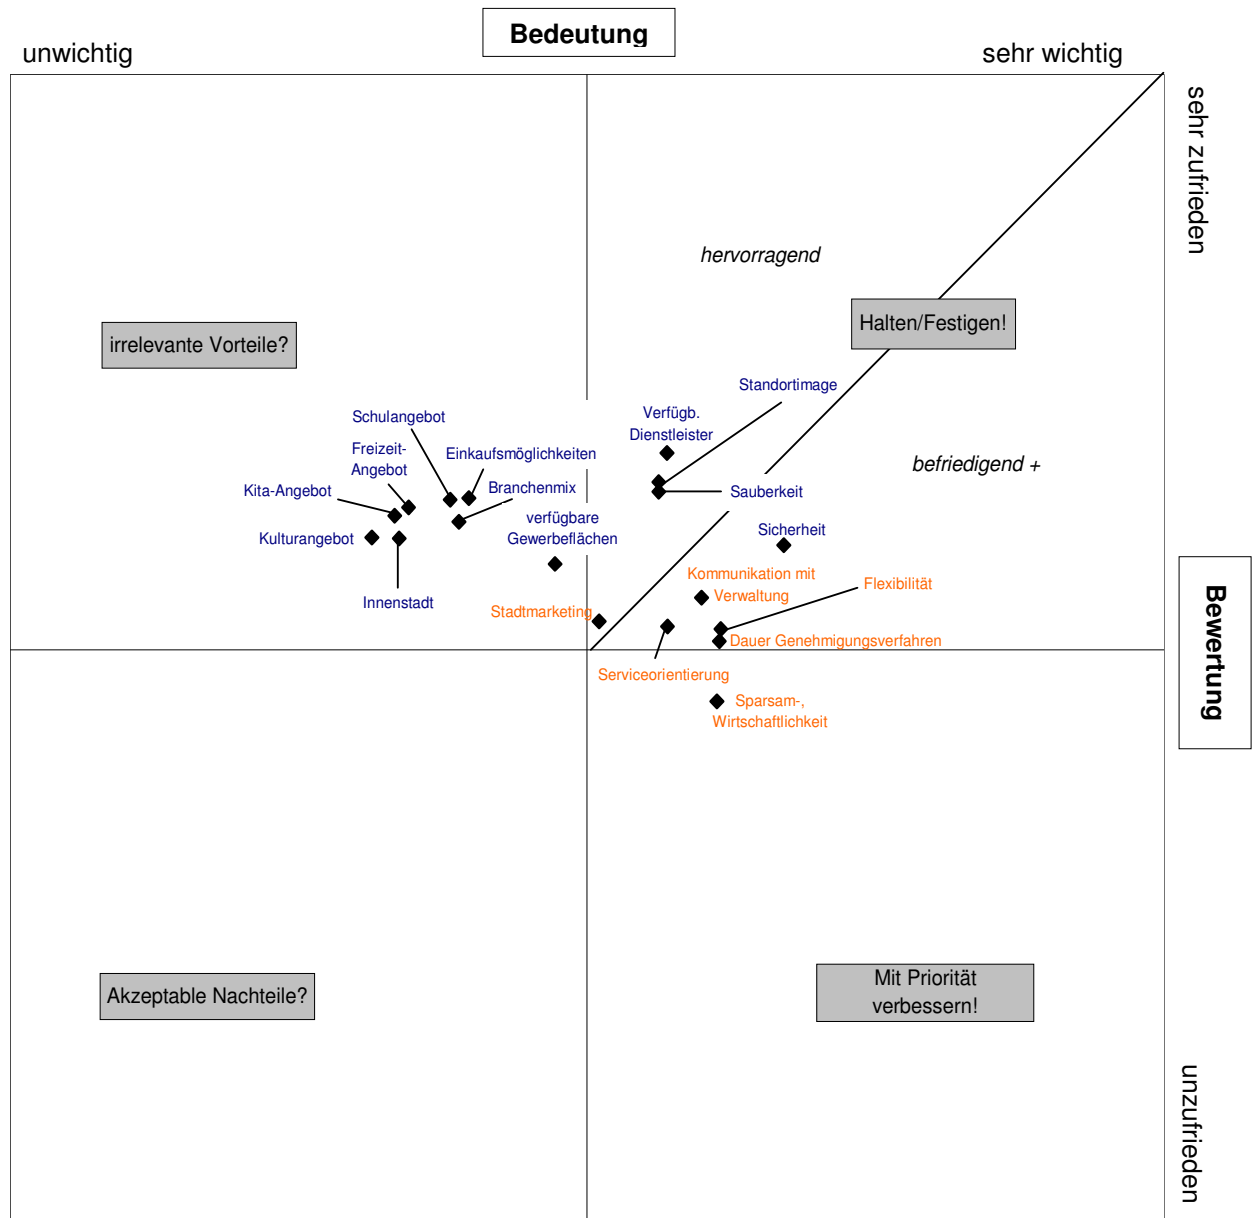 Bedeutung
unwichtig
sehr wichtig
sehr zufrieden
hervorragend
Halten/Festigen!
irrelevante Vorteile?
Standortimage
Schulangebot
Verfügb.
Dienstleister
Freizeit-
Angebot
Einkaufsmöglichkeiten
befriedigend +
Kita-Angebot
Branchenmix
Sauberkeit
verfügbare
Gewerbeflächen
Kulturangebot
Sicherheit
Kommunikation mit
Verwaltung
Flexibilität
Innenstadt
Stadtmarketing
Bewertung
Dauer Genehmigungsverfahren
Serviceorientierung
Sparsam-,
Wirtschaftlichkeit
Akzeptable Nachteile?
Mit Priorität
verbessern!
unzufrieden